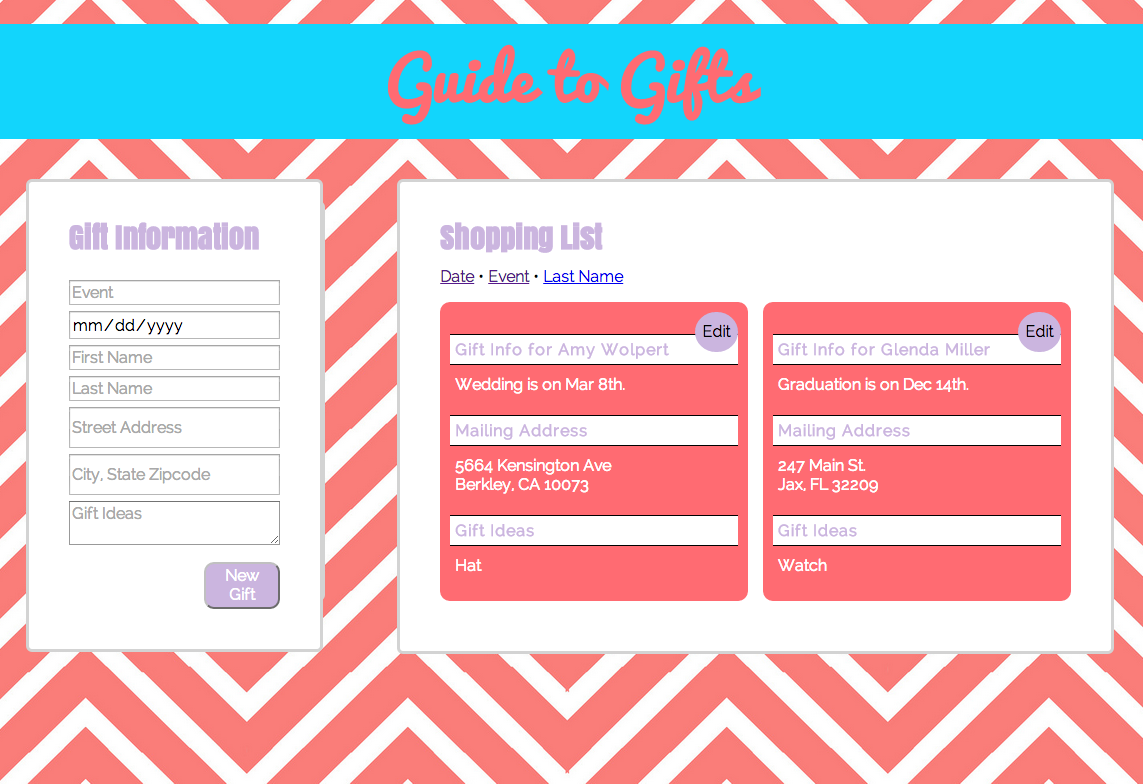 Guide to Gifts
Gift Information
Event
mm/dd/yyyy
First Name
Last Name
Street Address
City, State Zipcode
Gift Ideas
New
Gift
Shopping List
Date • Event • Last Name
Edit
Gift Info for Amy Wolpert
Wedding is on Mar 8th.
Mailing Address
5664 Kensington Ave
Berkley, CA 10073
Gift Ideas
Hat
Edit
Gift Info for Glenda Miller
Graduation is on Dec 14th.
Mailing Address
247 Main St.
Jax, FL 32209
Gift Ideas
Watch